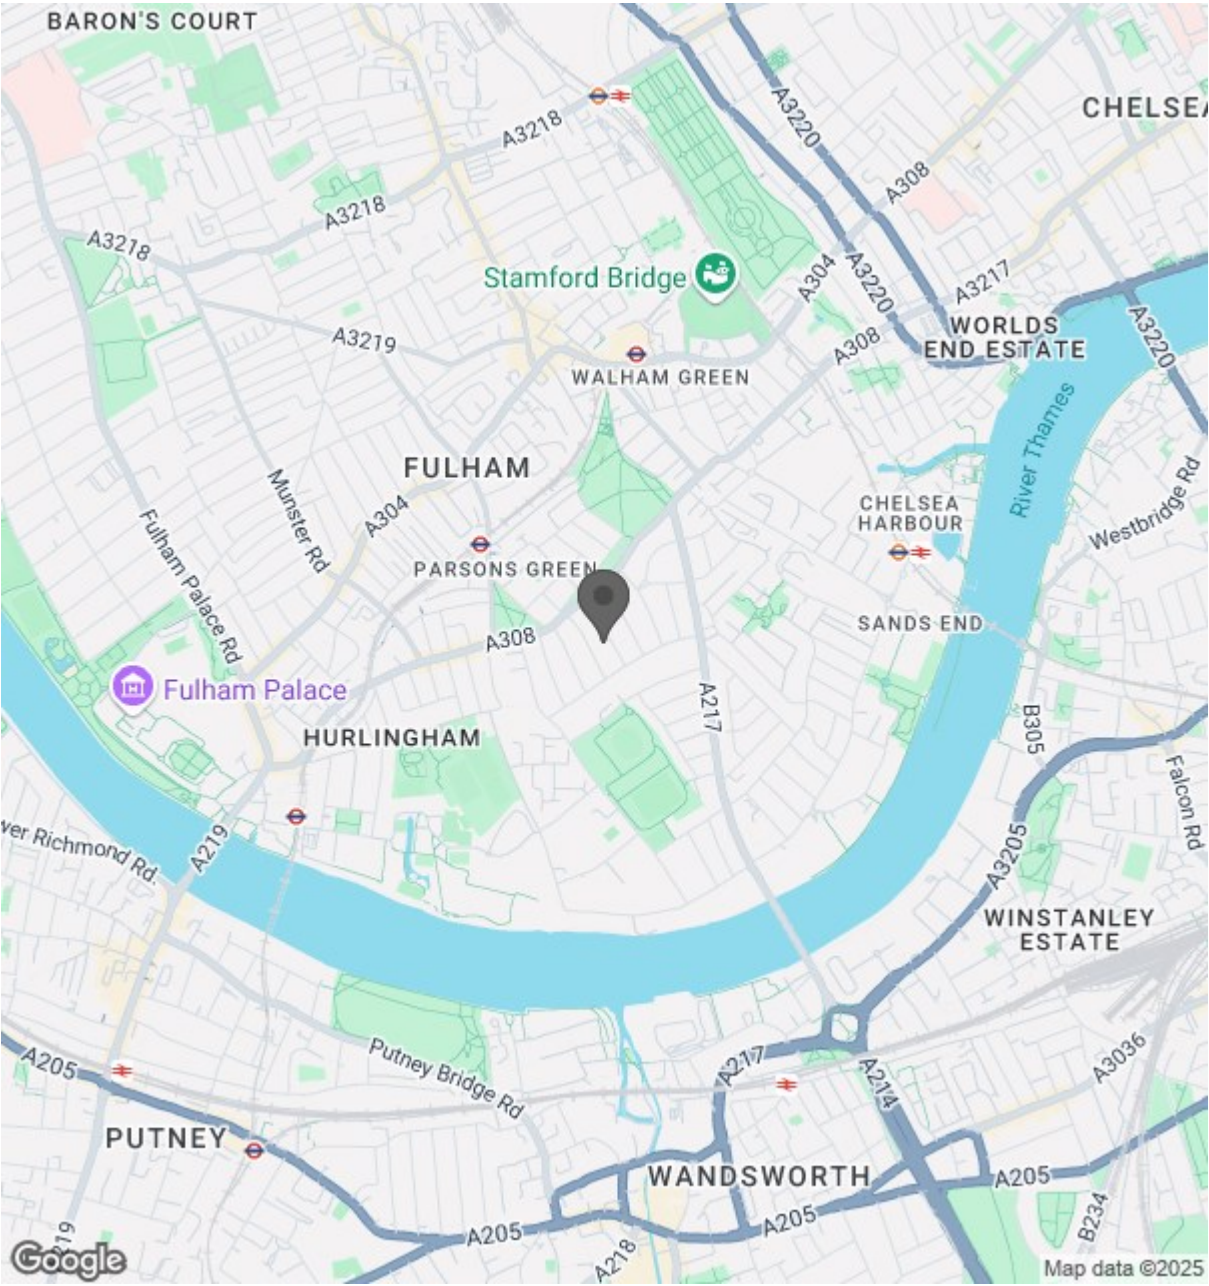 BARON'S COURT
A3218
A3220
CHELSEA
A308
A3218
A3218
Stamford Bridge
A304
A3220
A3217
A3219
WALHAM GREEN
A308
WORLDS
END ESTATE
A3220
River Thames
FULHAM
Munster Rd
A304
CHELSEA
HARBOUR
Westbridge Rd
Fulham Palace Rd
PARSONS GREEN
A308
SANDS END
Fulham Palace
A217
B305
HURLINGHAM
Falcon Rd
wer Richmond Rd.
A219
A3205
WINSTANLEY
ESTATE
A205
Putney Bridge Rd
A217
A214
A3036
PUTNEY
WANDSWORTH
A205
A205
A205
A218
B234
219
Google
Map data ©2025